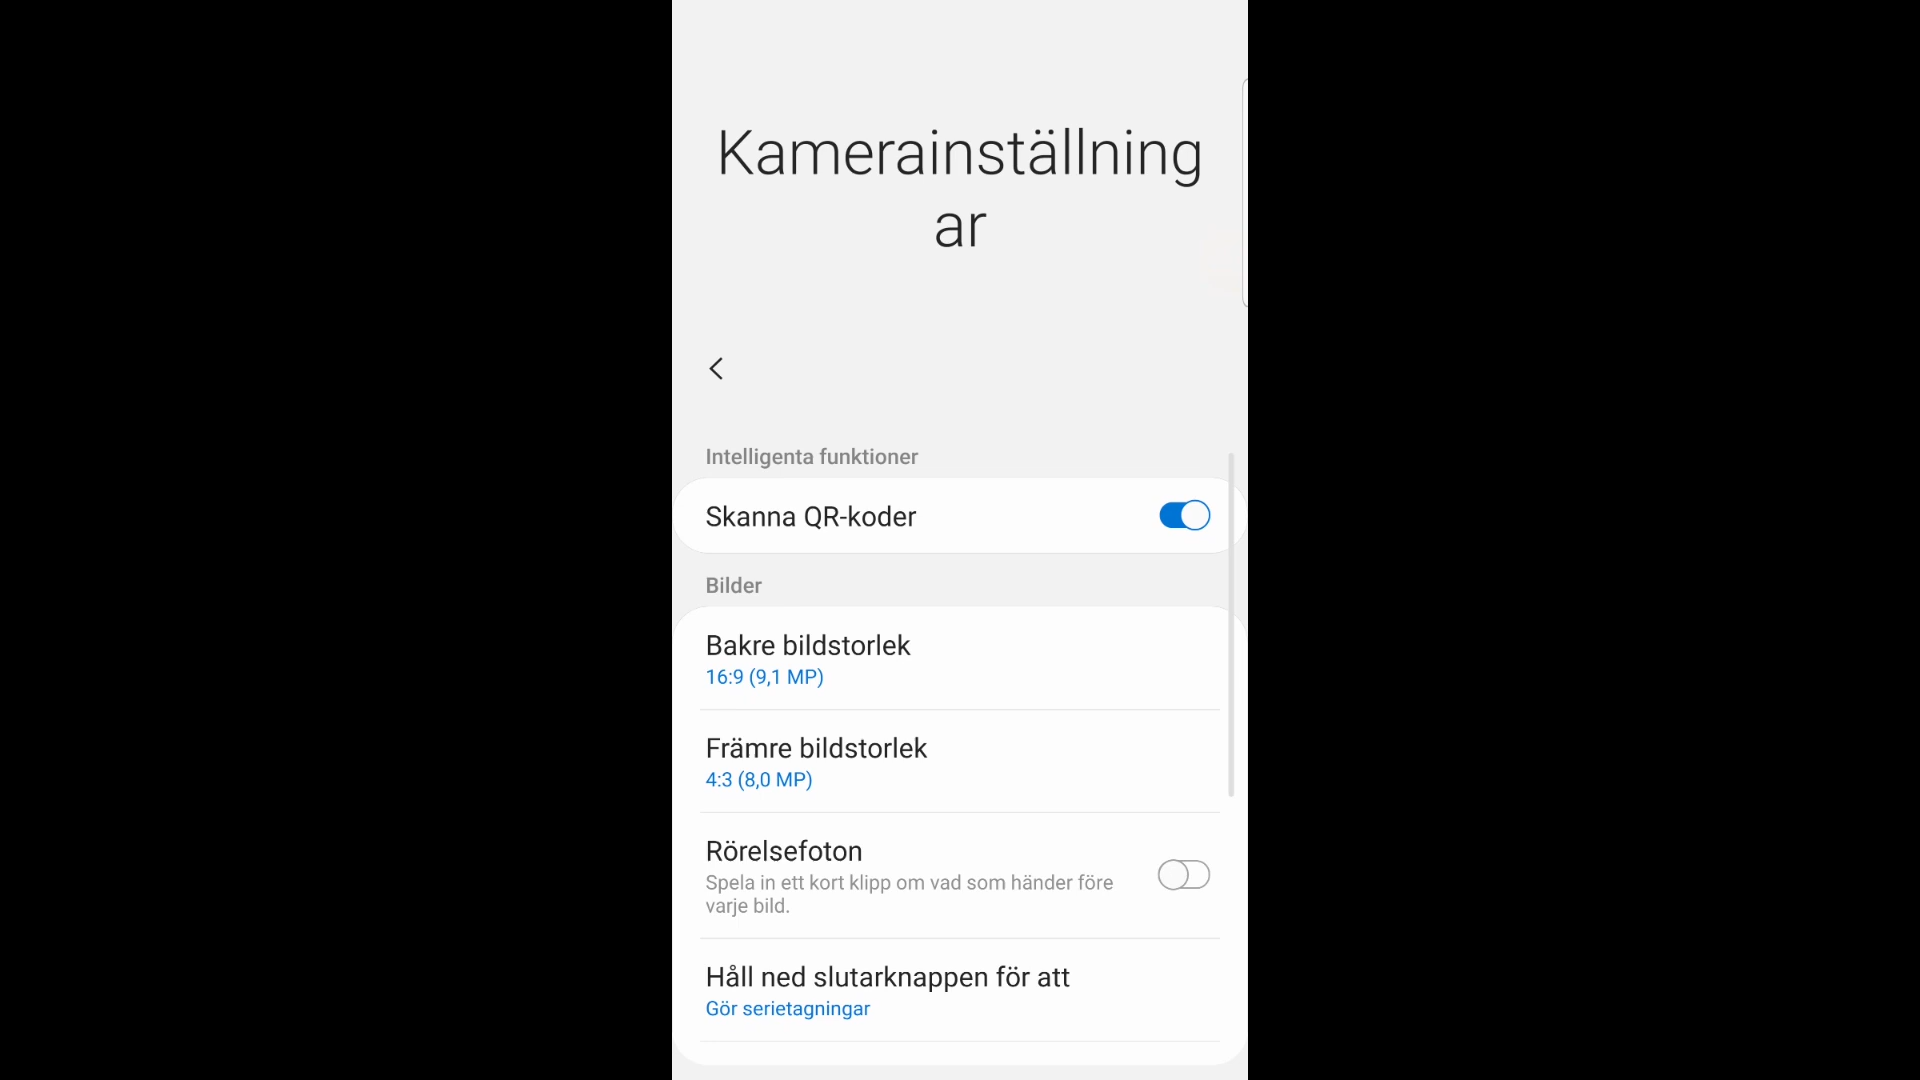 Kamerainställning
ar
Intelligenta funktioner
Skanna QR-koder
Bilder
Bakre bildstorlek
16:9 (9,1 MP)
Främre bildstorlek
4:3 (8,0 MP)
Rörelsefoton
Spela in ett kort klipp om vad som händer före
varje bild.
Håll ned slutarknappen för att
Gör serietagningar